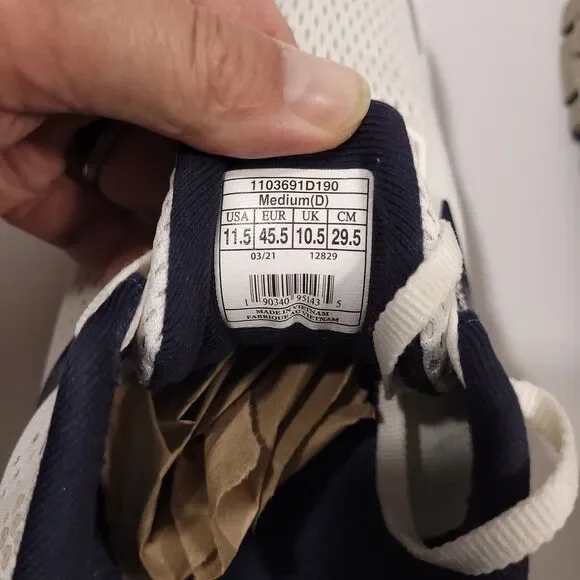 1103691D190
Medium(D)
USA EUR UK CM
11.5 45.5 10.5 29.5
03/21 12829
1 90340 95143 5
MADE IN VIETNAM
FABRIQUE AU VIETNAM